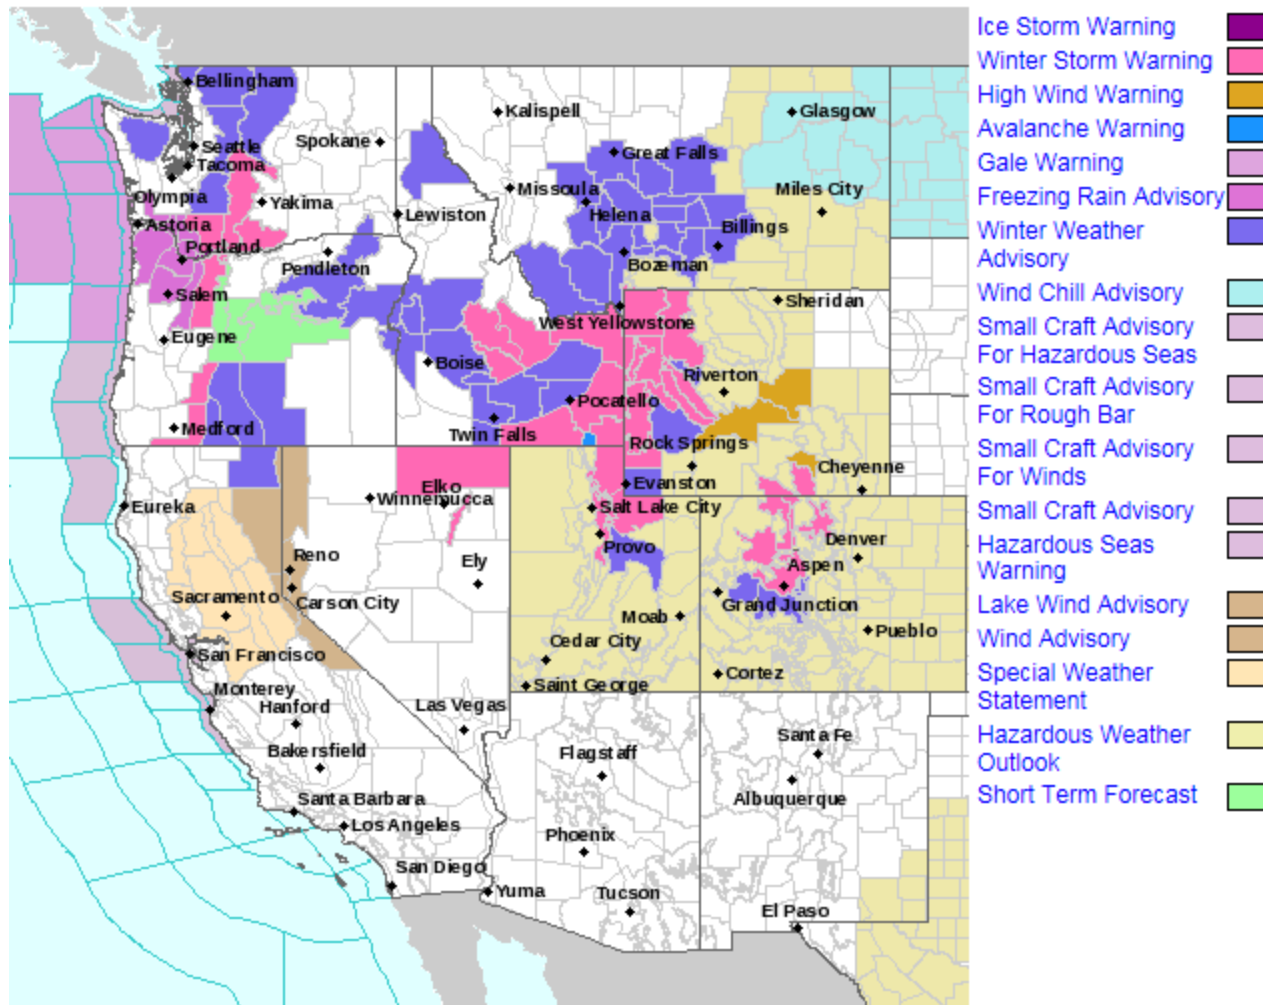 Bellingham
Kalispell
Glasgow
Spokane
Seattle
Great Falls
Tacoma
Missoula
Miles City
Olympia
Yakima
Lewiston
Helena
Astoria
Billings
Portland
Pendleton
Bozeman
Salem
Sheridan
West Yellowstone
Eugene
Boise
Riverton
Pocatello
Medford
Twin Falls
Rock Springs
Cheyenne
Elko
Evanston
Winnemucca
Eureka
Salt Lake City
Denver
Provo
Reno
Ely
Aspen
Sacramento
Carson City
Grand Junction
Moab
Pueblo
Cedar City
San Francisco
Cortez
Saint George
Monterey
Hanford
Las Vegas
Santa Fe
Bakersfield
Flagstaff
Santa Barbara
Albuquerque
Los Angeles
Phoenix
San Diego
Yuma
Tucson
El Paso
Ice Storm Warning
Winter Storm Warning
High Wind Warning
Avalanche Warning
Gale Warning
Freezing Rain Advisory
Winter Weather
Advisory
Wind Chill Advisory
Small Craft Advisory
For Hazardous Seas
Small Craft Advisory
For Rough Bar
Small Craft Advisory
For Winds
Small Craft Advisory
Hazardous Seas
Warning
Lake Wind Advisory
Wind Advisory
Special Weather
Statement
Hazardous Weather
Outlook
Short Term Forecast